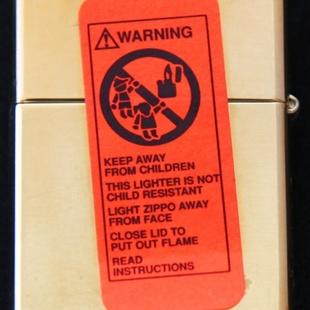 WARNING
KEEP AWAY
FROM CHILDREN
THIS LIGHTER IS NOT
CHILD RESISTANT
LIGHT ZIPPO AWAY
FROM FACE
CLOSE LID TO
PUT OUT FLAME
READ
INSTRUCTIONS